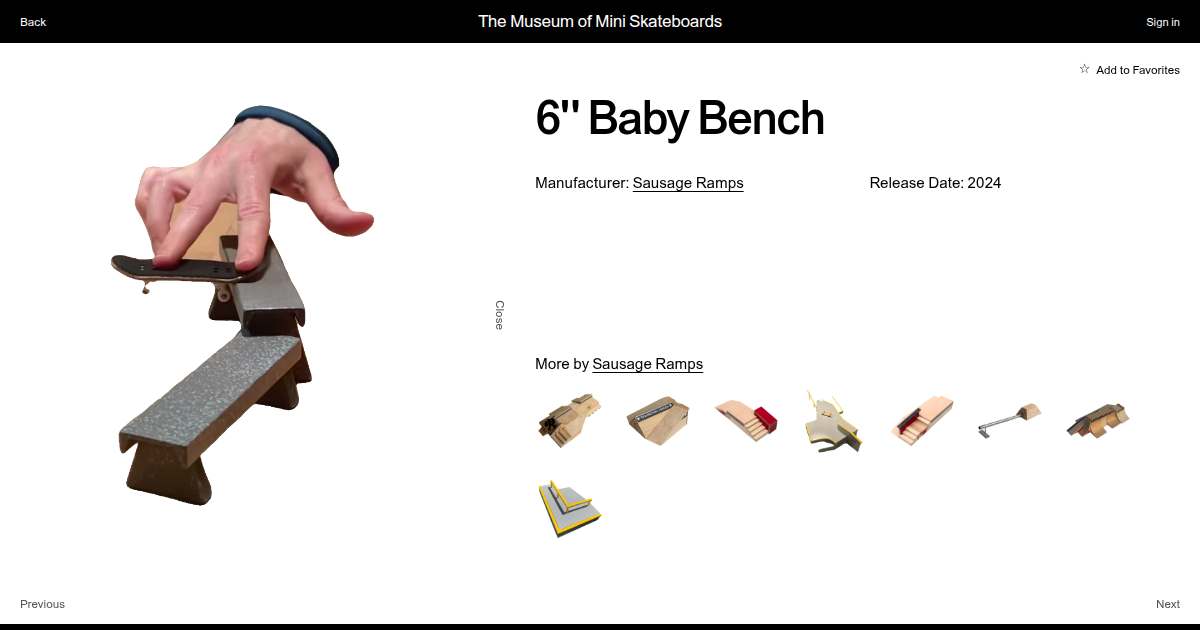 Back
The Museum of Mini Skateboards
Sign in
☆ Add to Favorites
6" Baby Bench
Manufacturer: Sausage Ramps
Release Date: 2024
Close
More by Sausage Ramps
Previous
Next